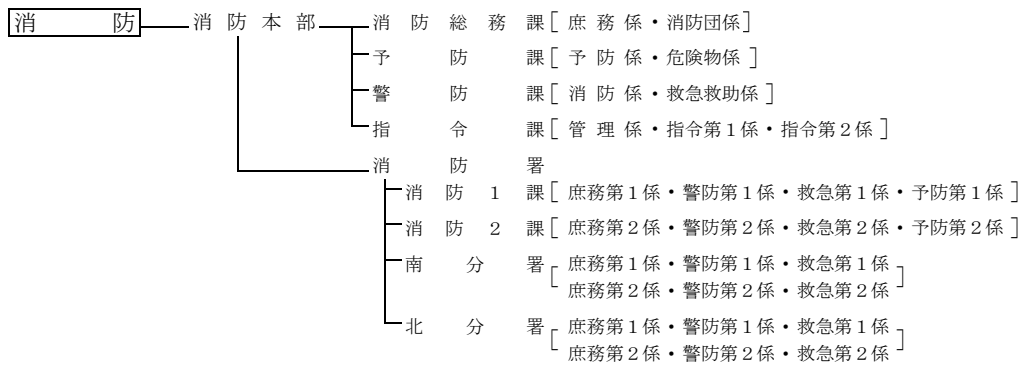 消防 消防本部 消防総務課[庶務係・消防団係]
予防課[予防係・危険物係]
警防課[消防係・救急救助係]
指令課[管理係・指令第1係・指令第2係]
消防署
消防1課[庶務第1係・警防第1係・救急第1係・予防第1係]
消防2課[庶務第2係・警防第2係・救急第2係・予防第2係]
南分署[庶務第1係・警防第1係・救急第1係
庶務第2係・警防第2係・救急第2係]
北分署[庶務第1係・警防第1係・救急第1係
庶務第2係・警防第2係・救急第2係]